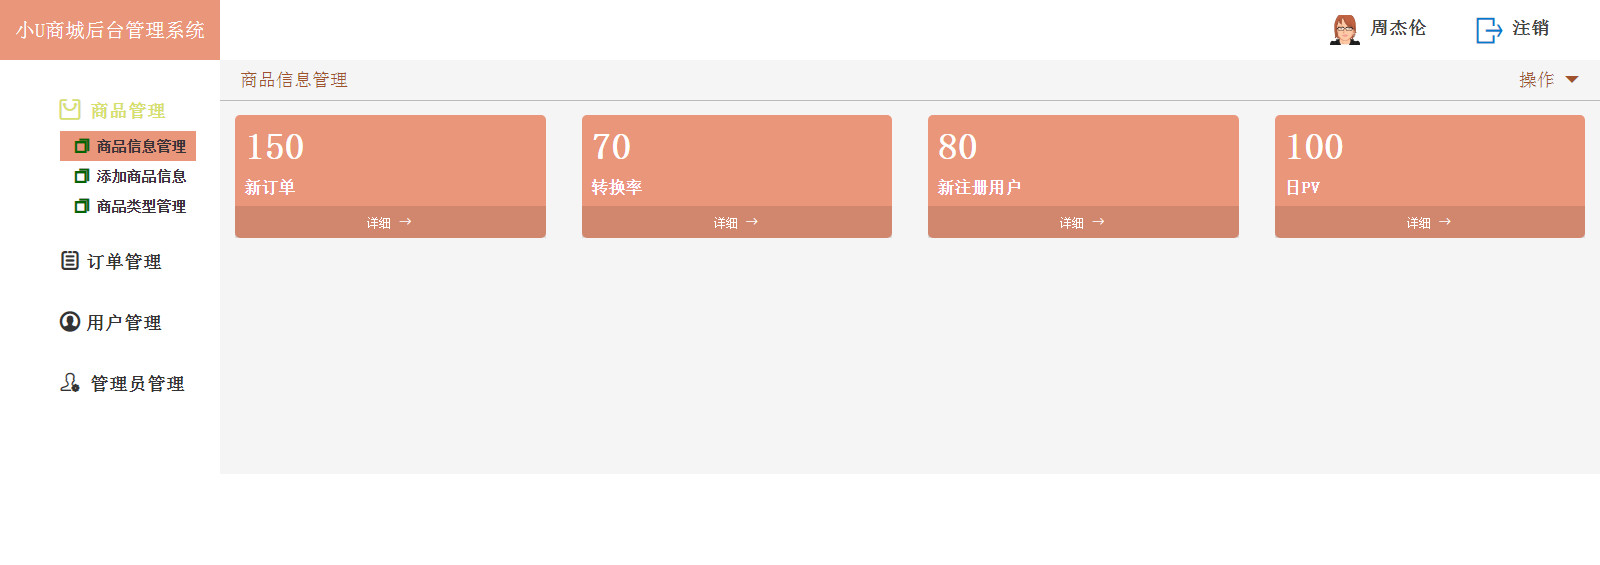 小U商城后台管理系统
周杰伦
注销
商品信息管理
操作
商品管理
商品信息管理
添加商品信息
商品类型管理
订单管理
用户管理
管理员管理
150
新订单
详细 →
70
转换率
详细 →
80
新注册用户
详细 →
100
日PV
详细 →